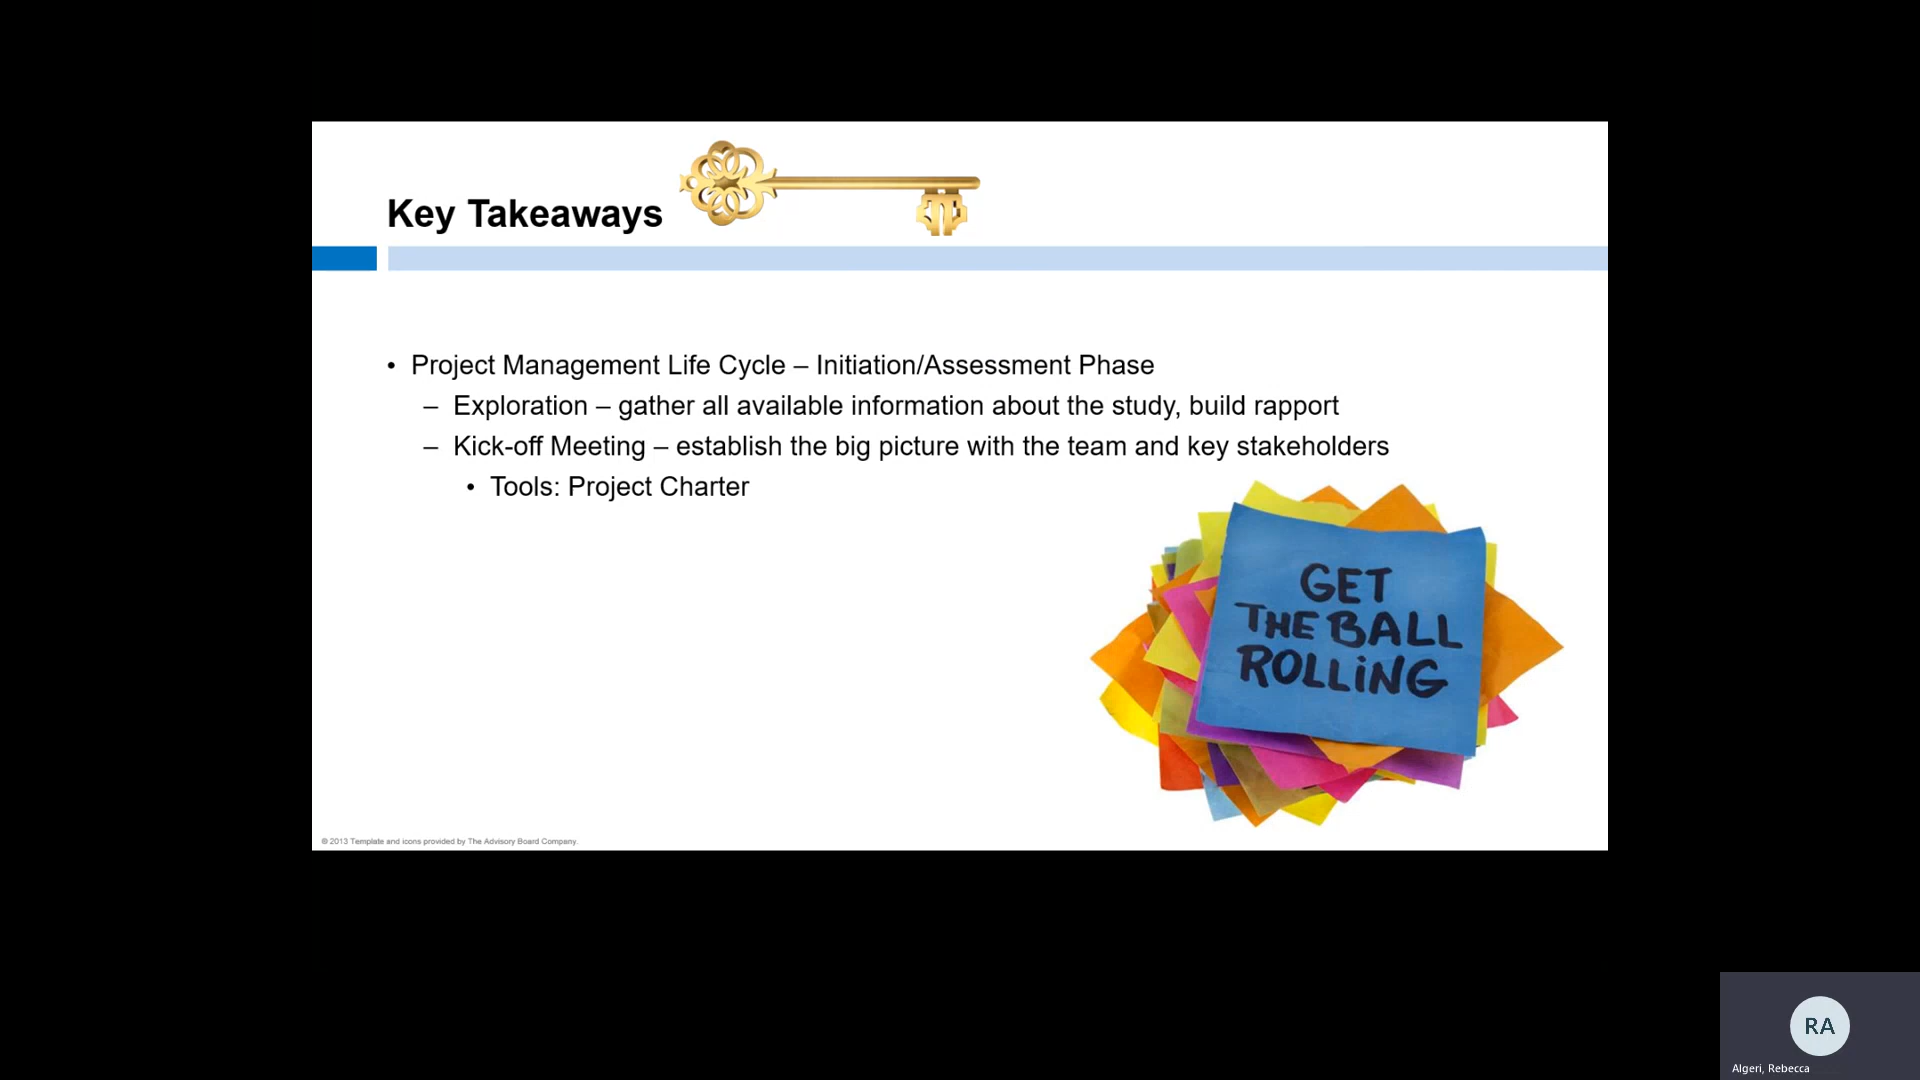 Key Takeaways
• Project Management Life Cycle – Initiation/Assessment Phase
– Exploration – gather all available information about the study, build rapport
– Kick-off Meeting – establish the big picture with the team and key stakeholders
• Tools: Project Charter
GET
THE BALL
ROLLiNG
© 2013 Template and icons provided by The Advisory Board Company.
RA
Algeri, Rebecca